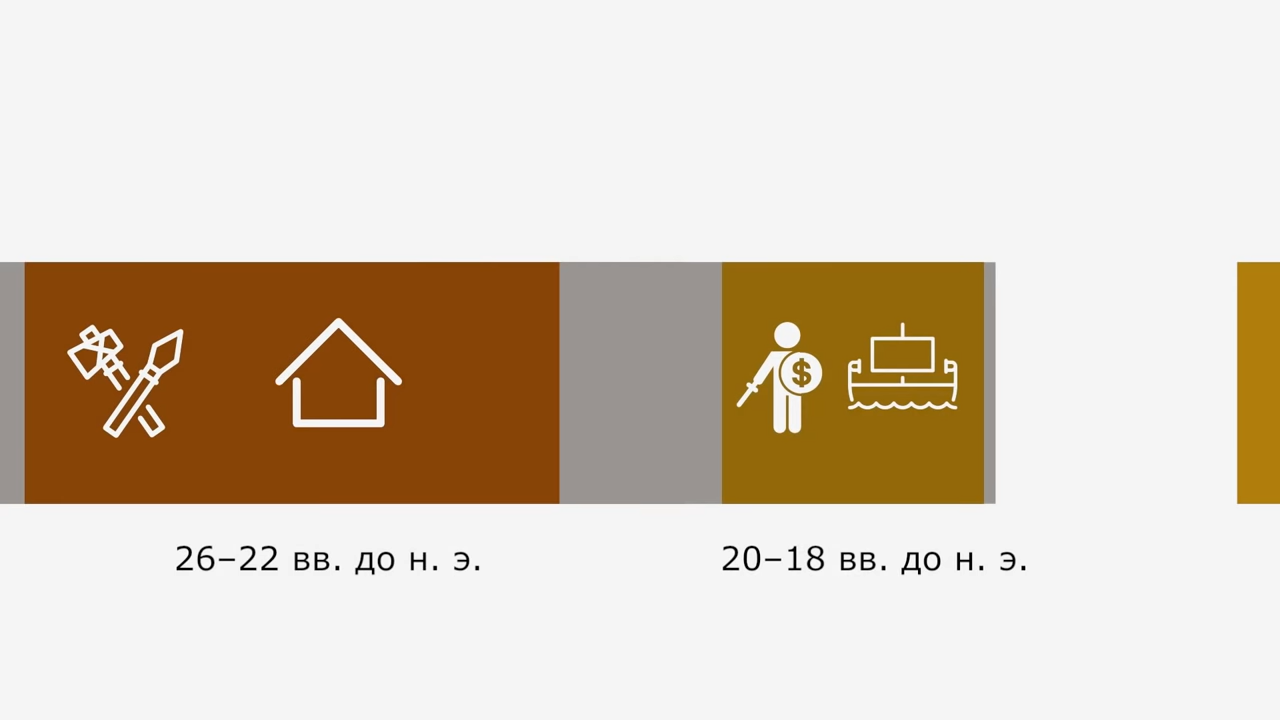 $
26–22 вв. до н. э.
20–18 вв. до н. э.